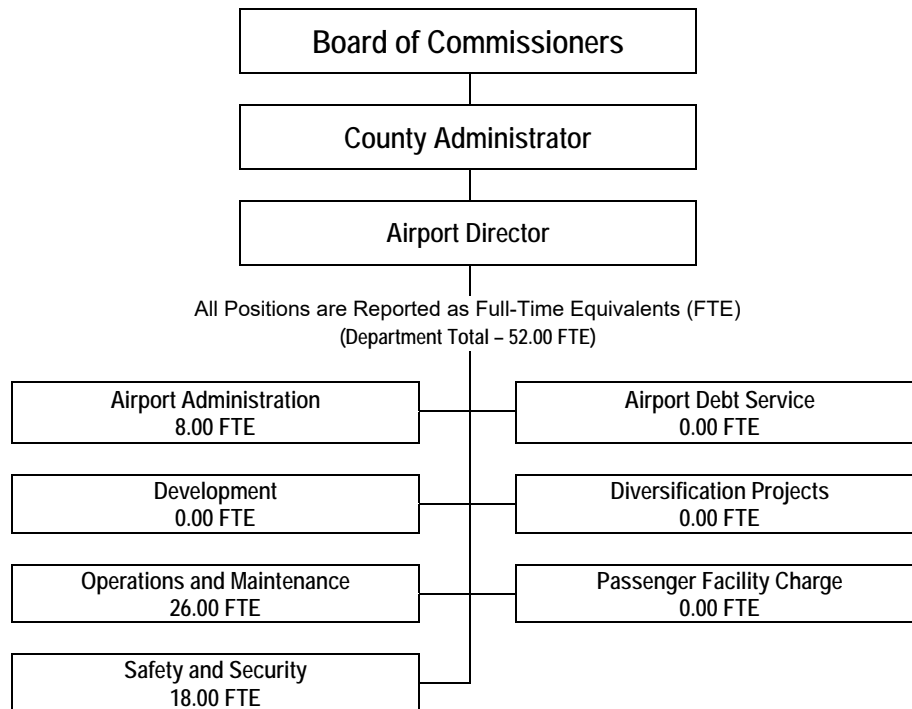 Board of Commissioners
County Administrator
Airport Director
All Positions are Reported as Full-Time Equivalents (FTE)
(Department Total – 52.00 FTE)
Airport Administration
8.00 FTE
Airport Debt Service
0.00 FTE
Development
0.00 FTE
Diversification Projects
0.00 FTE
Operations and Maintenance
26.00 FTE
Passenger Facility Charge
0.00 FTE
Safety and Security
18.00 FTE